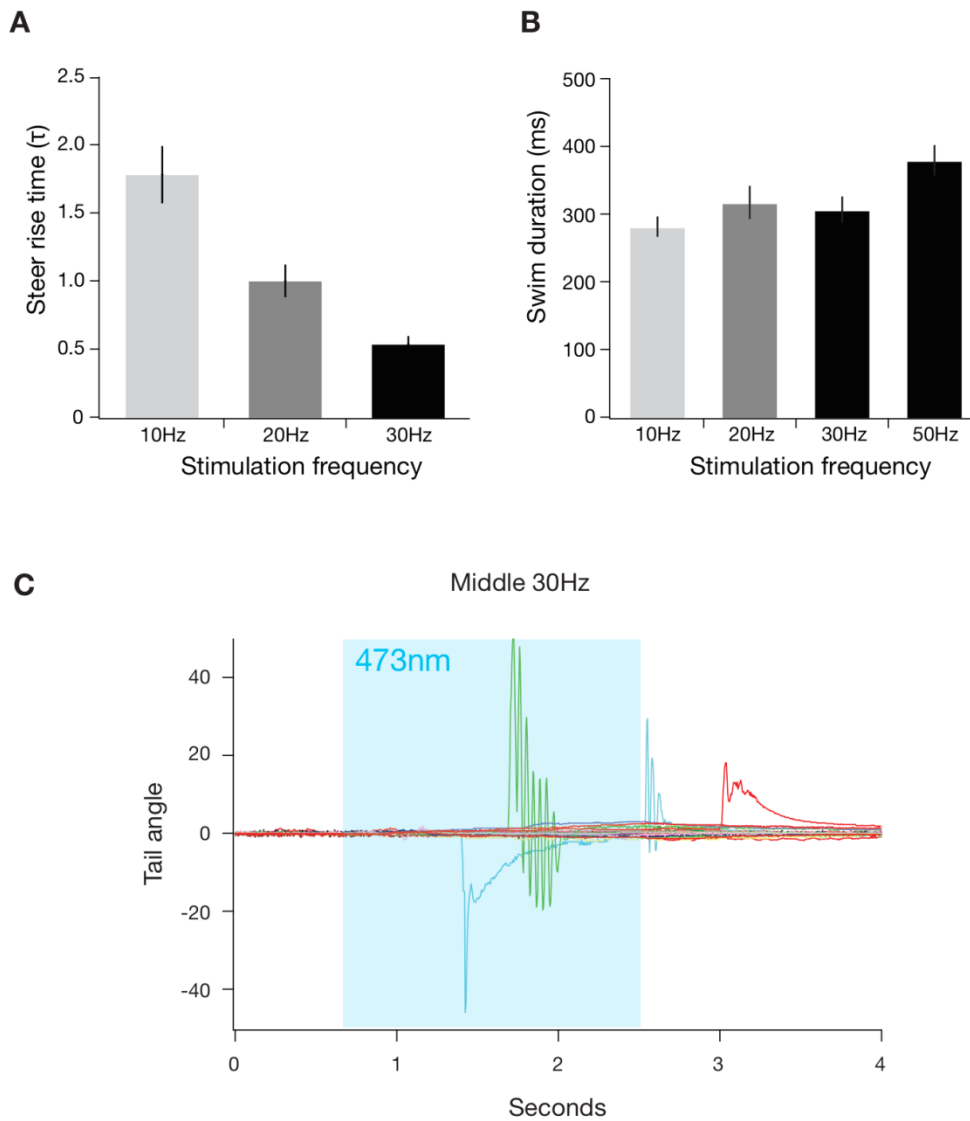 A
2.5
2.0
1.5
1.0
0.5
0
Steer rise time (τ)
10Hz 20Hz 30Hz
Stimulation frequency
B
500
400
300
200
100
0
Swim duration (ms)
10Hz 20Hz 30Hz 50Hz
Stimulation frequency
C
Middle 30Hz
473nm
40
20
0
-20
-40
Tail angle
0 1 2 3 4
Seconds